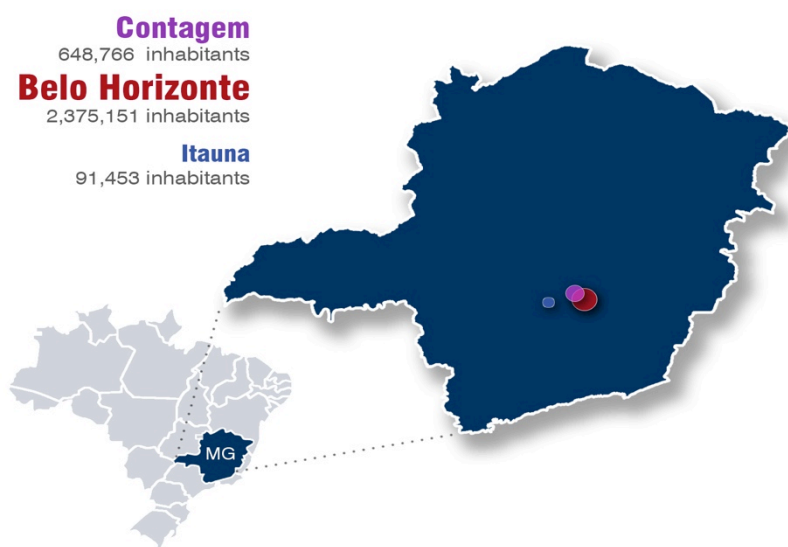 Contagem
648,766 inhabitants
Belo Horizonte
2,375,151 inhabitants
Itauna
91,453 inhabitants
MG